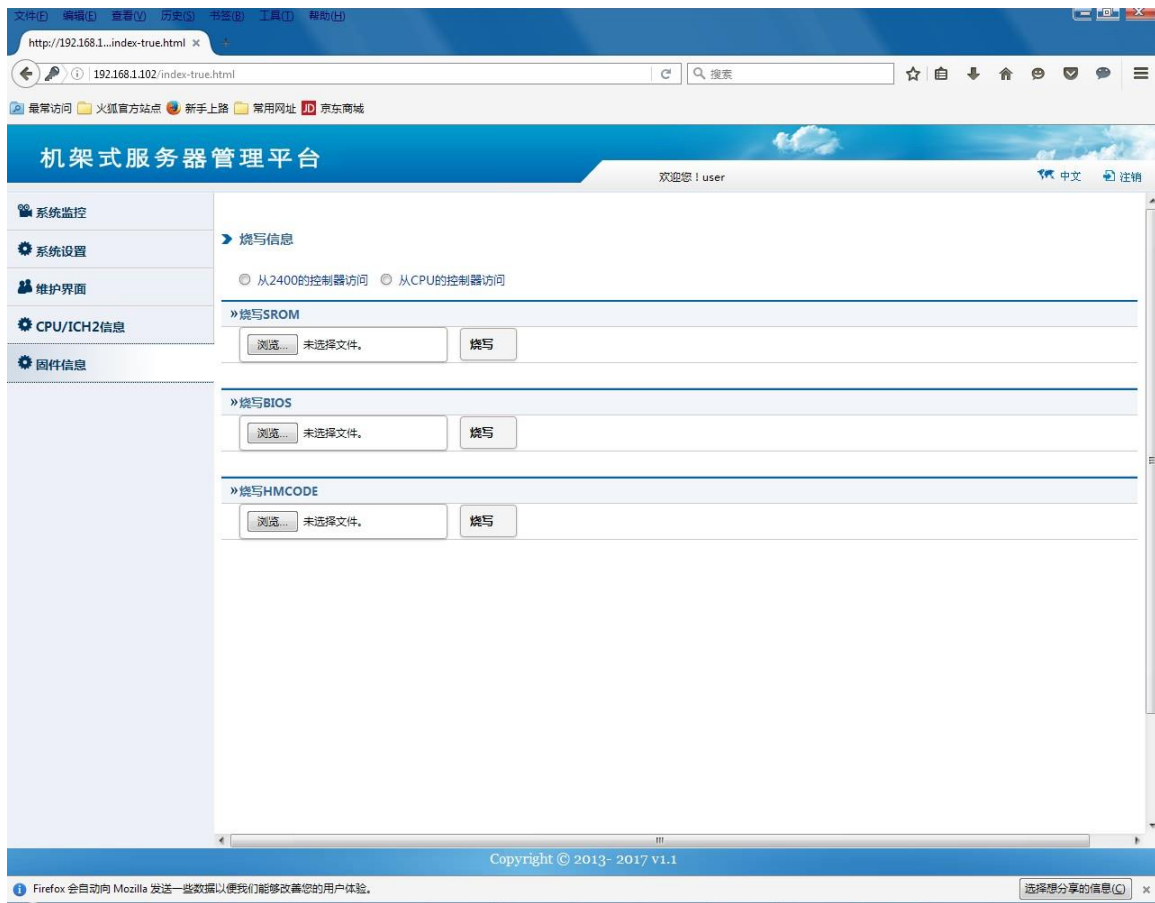 文件(F) 编辑(E) 查看(V) 历史(S) 书签(B) 工具(T) 帮助(H)
http://192.168.1...index-true.html × +
192.168.1.102/index-true.html 搜索
最常访问 火狐官方站点 新手上路 常用网址 JD 京东商城
机架式服务器管理平台
欢迎您！user 中文 注销
系统监控
系统设置
维护界面
CPU/ICH2信息
固件信息
烧写信息
从2400的控制器访问 从CPU的控制器访问
»烧写SROM
浏览... 未选择文件。 烧写
»烧写BIOS
浏览... 未选择文件。 烧写
»烧写HMCODE
浏览... 未选择文件。 烧写
Copyright © 2013- 2017 v1.1
Firefox 会自动向 Mozilla 发送一些数据以便我们能够改善您的用户体验。 选择想分享的信息(C) ×